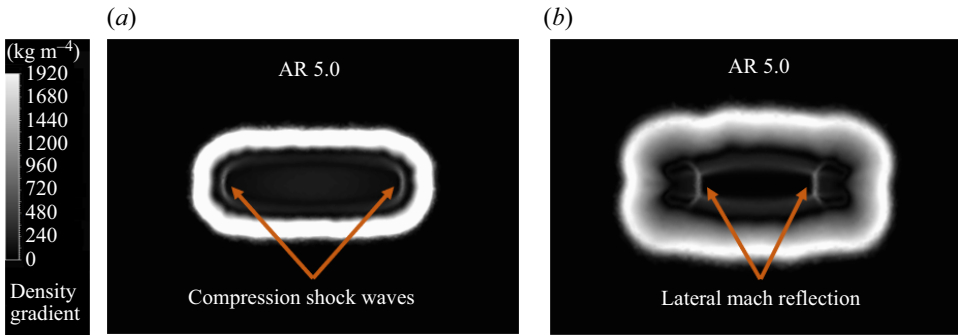 (a)
(b)
(kg m–4)
1920
1680
1440
1200
960
720
480
240
0
Density
gradient
AR 5.0
Compression shock waves
AR 5.0
Lateral mach reflection